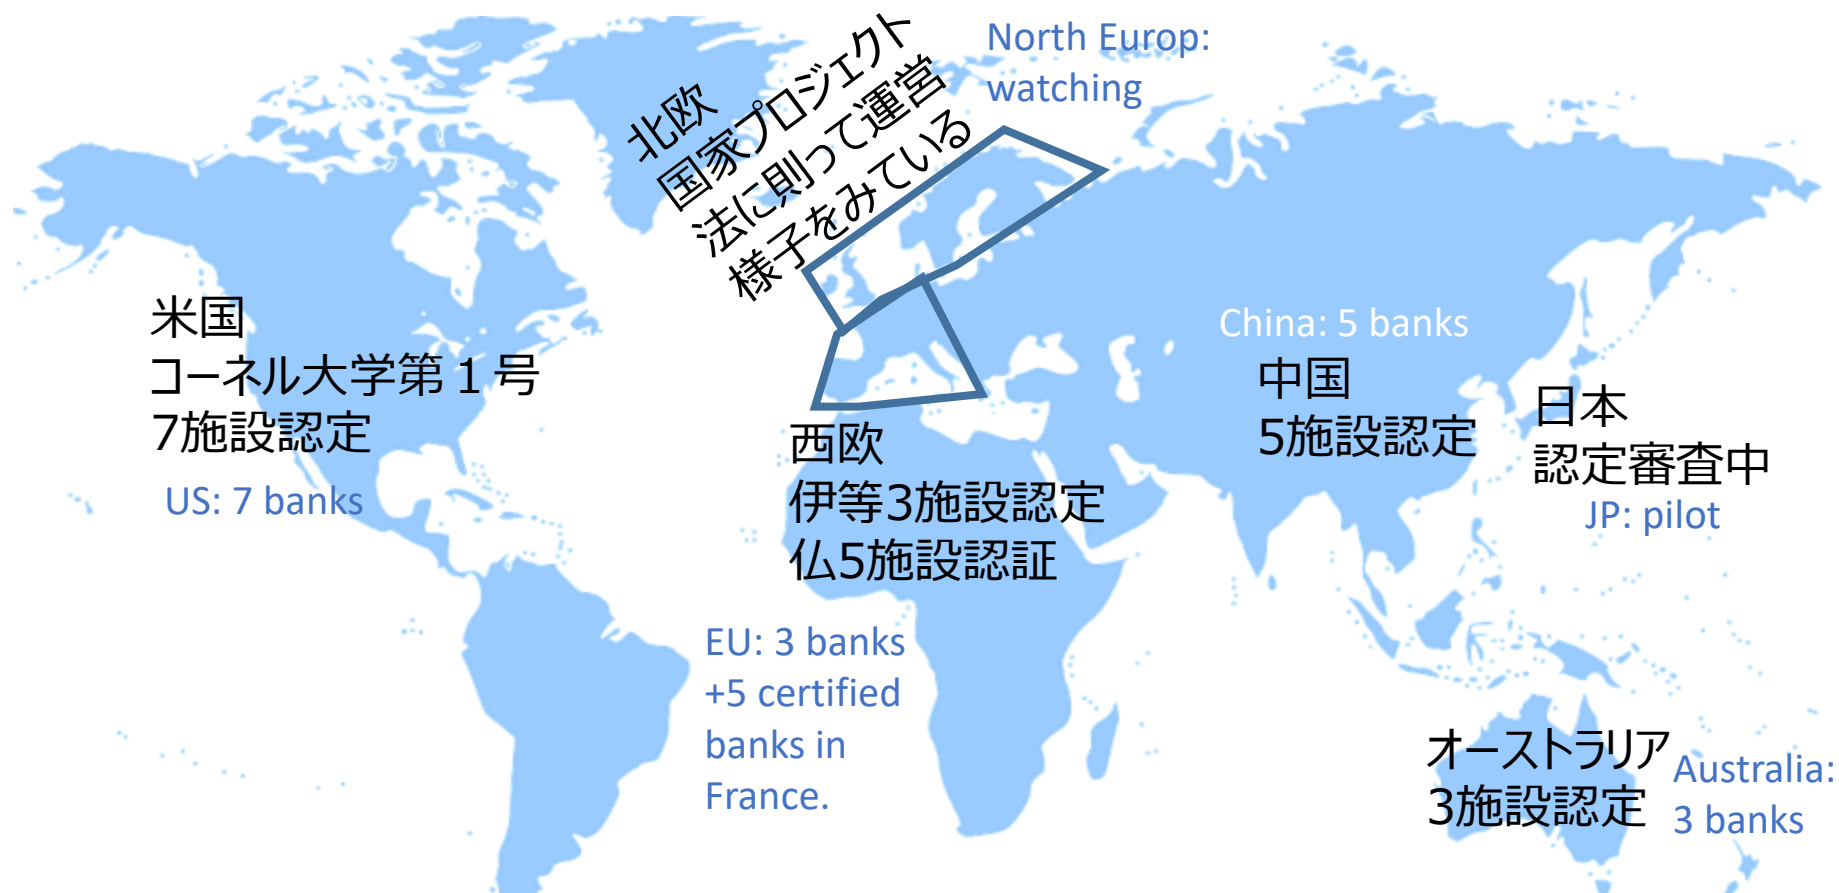 北欧
国家プロジェクト
法に則って運営
様子をみている
North Europ:
watching
米国
コーネル大学第１号
7施設認定
US: 7 banks
西欧
伊等3施設認定
仏5施設認証
EU: 3 banks
+5 certified
banks in
France.
China: 5 banks
中国
5施設認定
日本
認定審査中
JP: pilot
オーストラリア
3施設認定
Australia:
3 banks